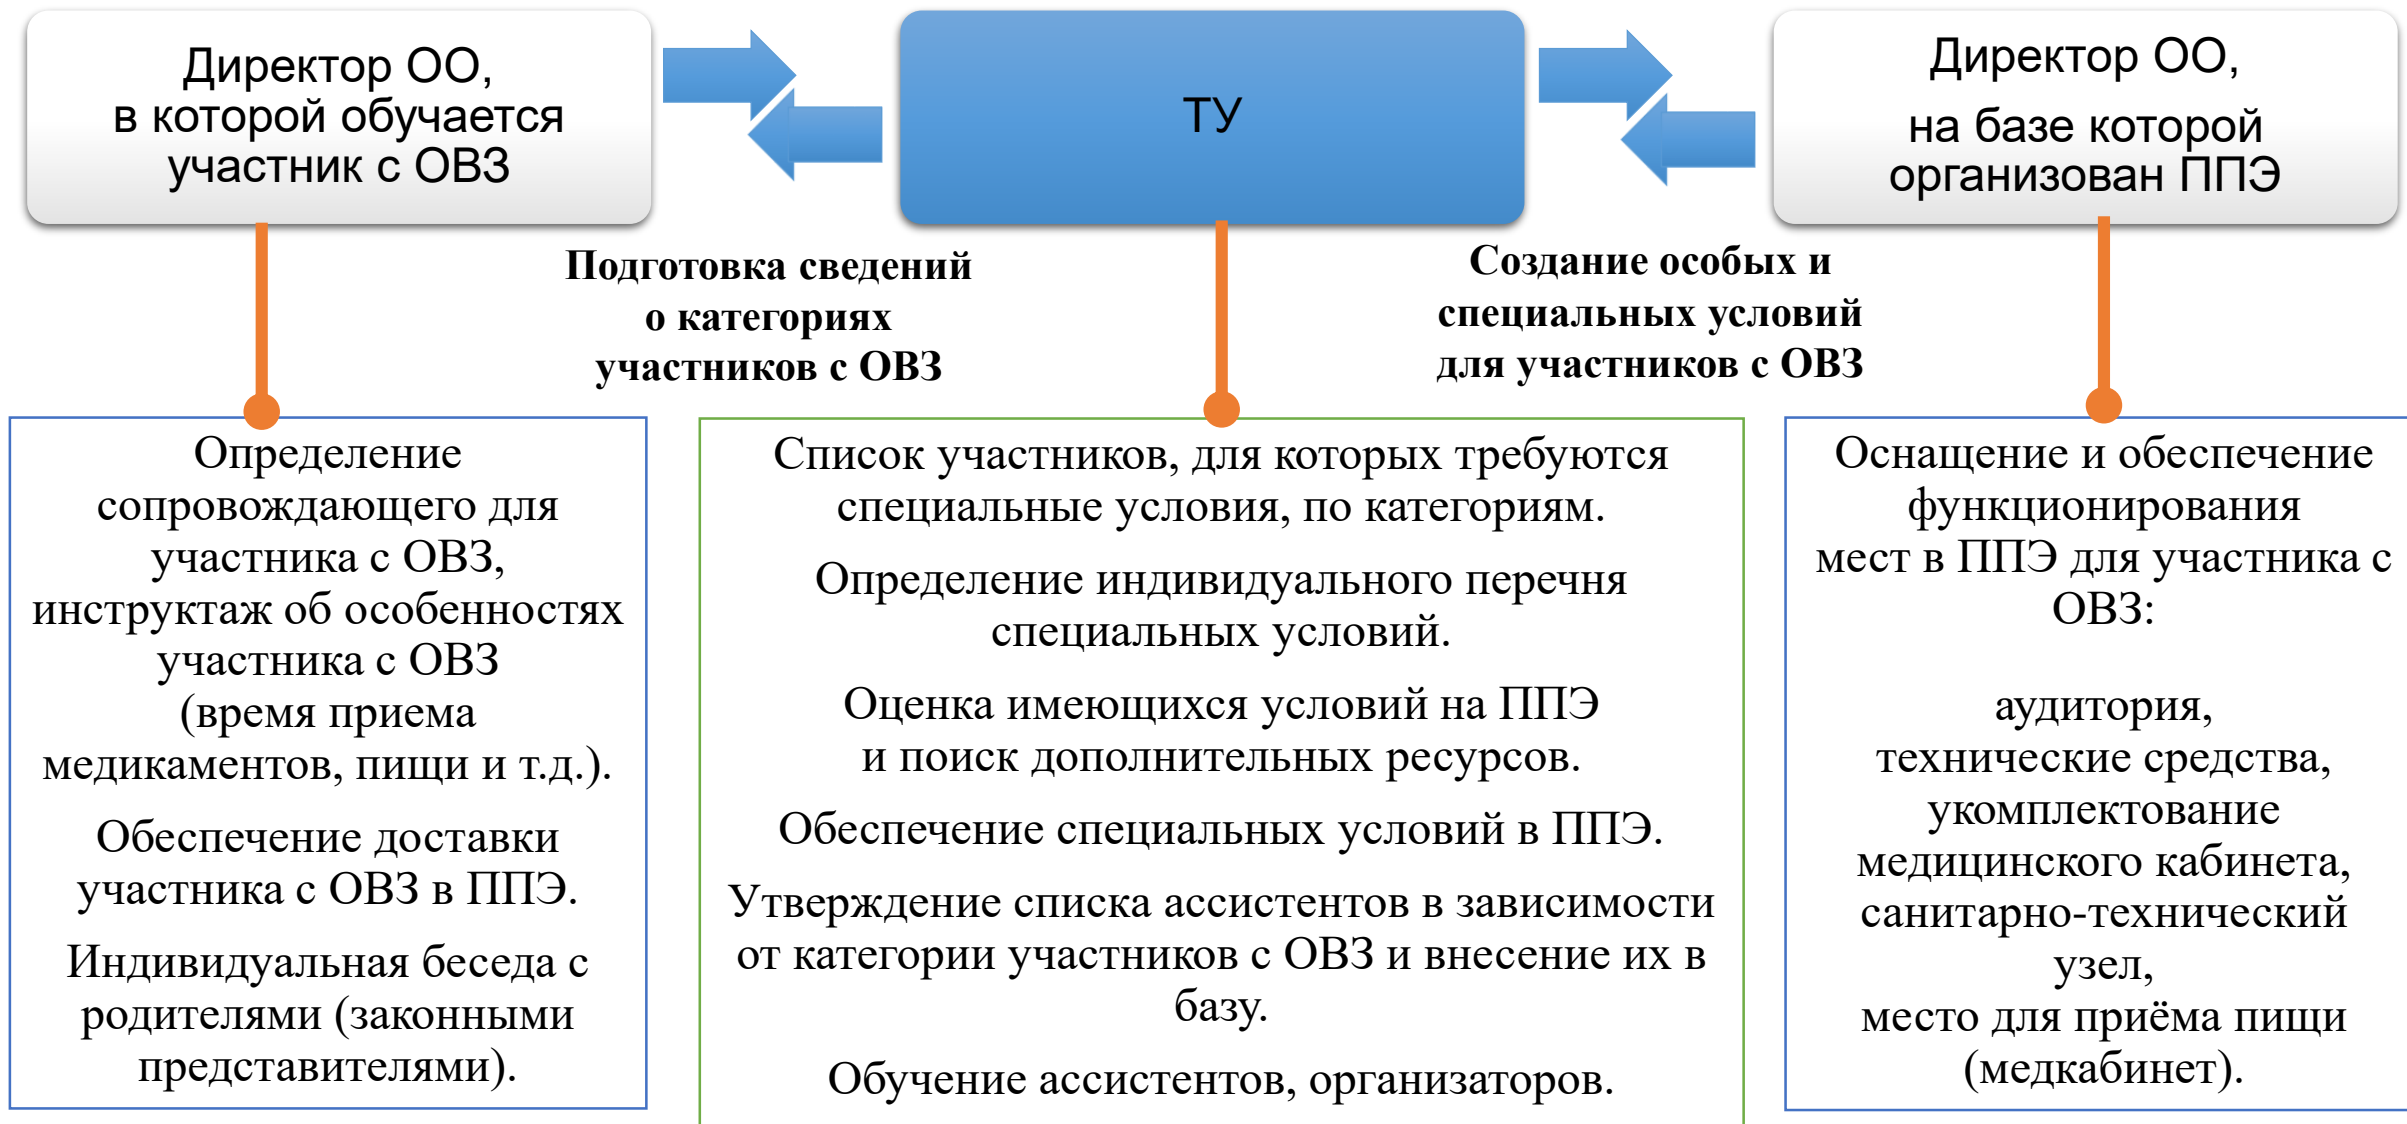 Директор ОО,
в которой обучается
участник с ОВЗ
ТУ
Директор ОО,
на базе которой
организован ППЭ
Подготовка сведений
о категориях
участников с ОВЗ
Создание особых и
специальных условий
для участников с ОВЗ
Определение
сопровождающего для
участника с ОВЗ,
инструктаж об особенностях
участника с ОВЗ
(время приема
медикаментов, пищи и т.д.).
Обеспечение доставки
участника с ОВЗ в ППЭ.
Индивидуальная беседа с
родителями (законными
представителями).
Список участников, для которых требуются
специальные условия, по категориям.
Определение индивидуального перечня
специальных условий.
Оценка имеющихся условий на ППЭ
и поиск дополнительных ресурсов.
Обеспечение специальных условий в ППЭ.
Утверждение списка ассистентов в зависимости
от категории участников с ОВЗ и внесение их в
базу.
Обучение ассистентов, организаторов.
Оснащение и обеспечение
функционирования
мест в ППЭ для участника с
ОВЗ:
аудитория,
технические средства,
укомплектование
медицинского кабинета,
санитарно-технический
узел,
место для приёма пищи
(медкабинет).